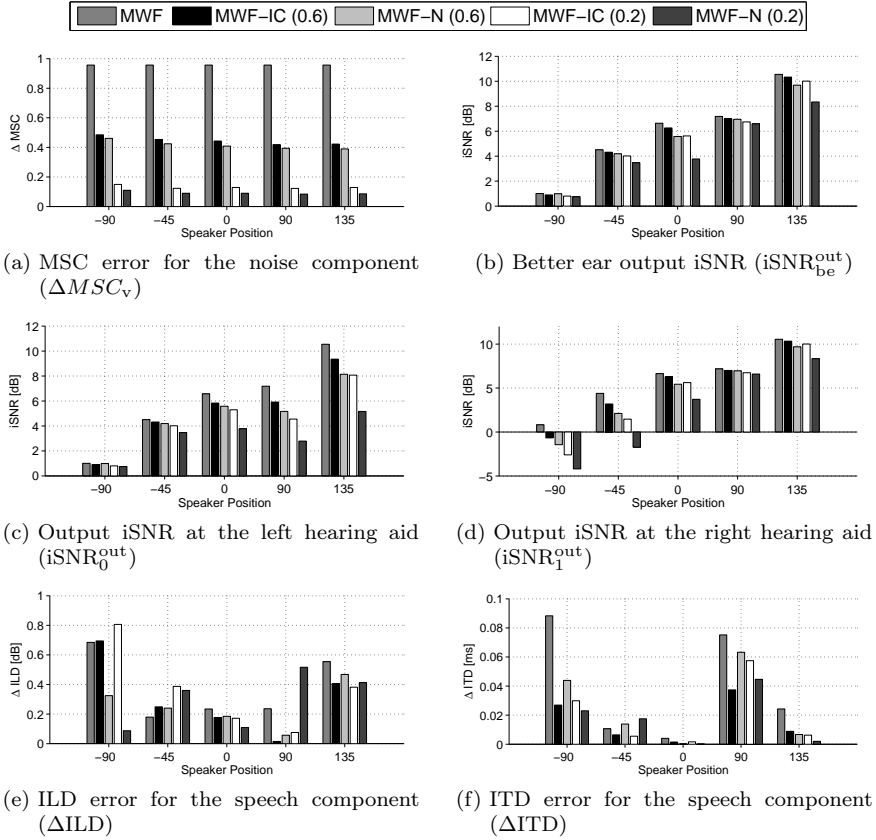 MWF MWF-IC (0.6) MWF-N (0.6) MWF-IC (0.2) MWF-N (0.2)
1
0.8
0.6
0.4
0.2
0
Δ MSC
−90 −45 0 90 135
Speaker Position
(a) MSC error for the noise component
(ΔMSC_v)
12
10
8
6
4
2
0
iSNR [dB]
−90 −45 0 90 135
Speaker Position
(b) Better ear output iSNR (iSNR_be^out)
12
10
8
6
4
2
0
iSNR [dB]
−90 −45 0 90 135
Speaker Position
(c) Output iSNR at the left hearing aid
(iSNR_0^out)
10
5
0
−5
iSNR [dB]
−90 −45 0 90 135
Speaker Position
(d) Output iSNR at the right hearing aid
(iSNR_1^out)
1
0.8
0.6
0.4
0.2
0
Δ ILD [dB]
−90 −45 0 90 135
Speaker Position
(e) ILD error for the speech component
(ΔILD)
0.1
0.08
0.06
0.04
0.02
0
Δ ITD [ms]
−90 −45 0 90 135
Speaker Position
(f) ITD error for the speech component
(ΔITD)